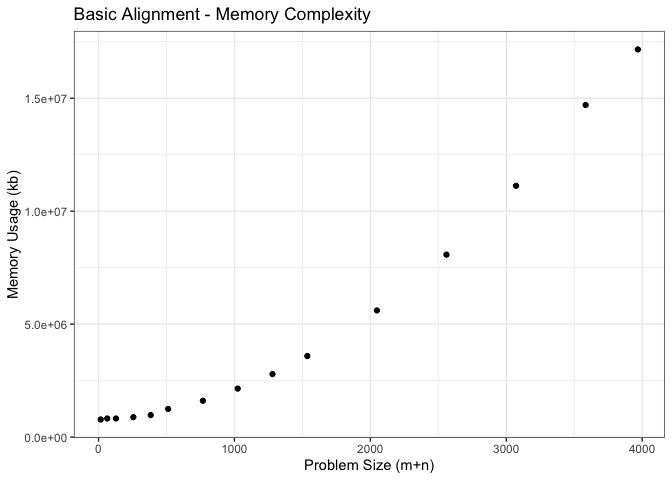 Basic Alignment - Memory Complexity
Memory Usage (kb)
1.5e+07
1.0e+07
5.0e+06
0.0e+00
0 1000 2000 3000 4000
Problem Size (m+n)